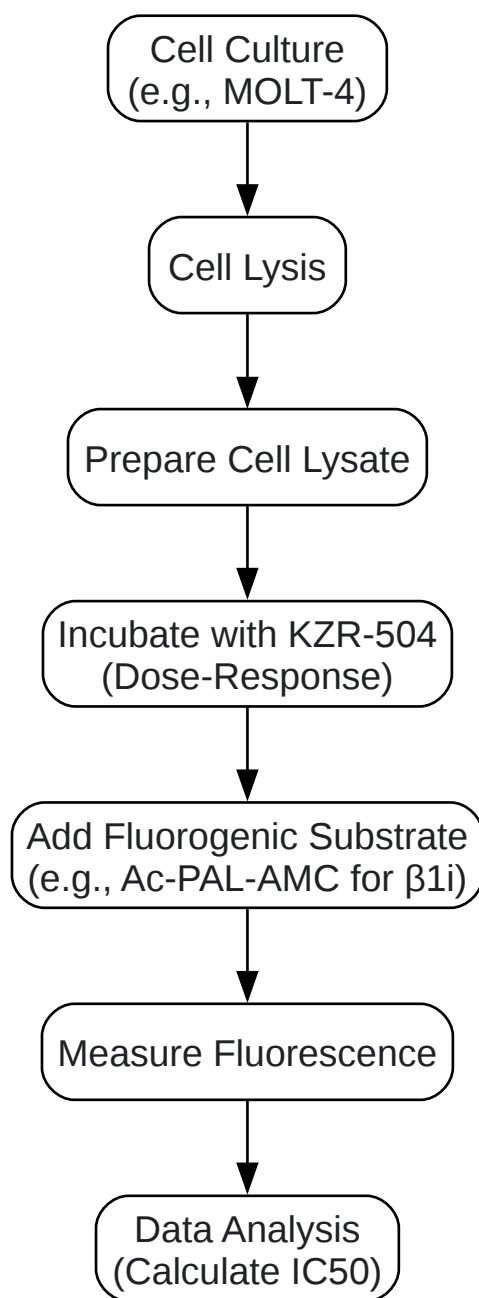 Cell Culture
(e.g., MOLT-4)
Cell Lysis
Prepare Cell Lysate
Incubate with KZR-504
(Dose-Response)
Add Fluorogenic Substrate
(e.g., Ac-PAL-AMC for β1i)
Measure Fluorescence
Data Analysis
(Calculate IC50)